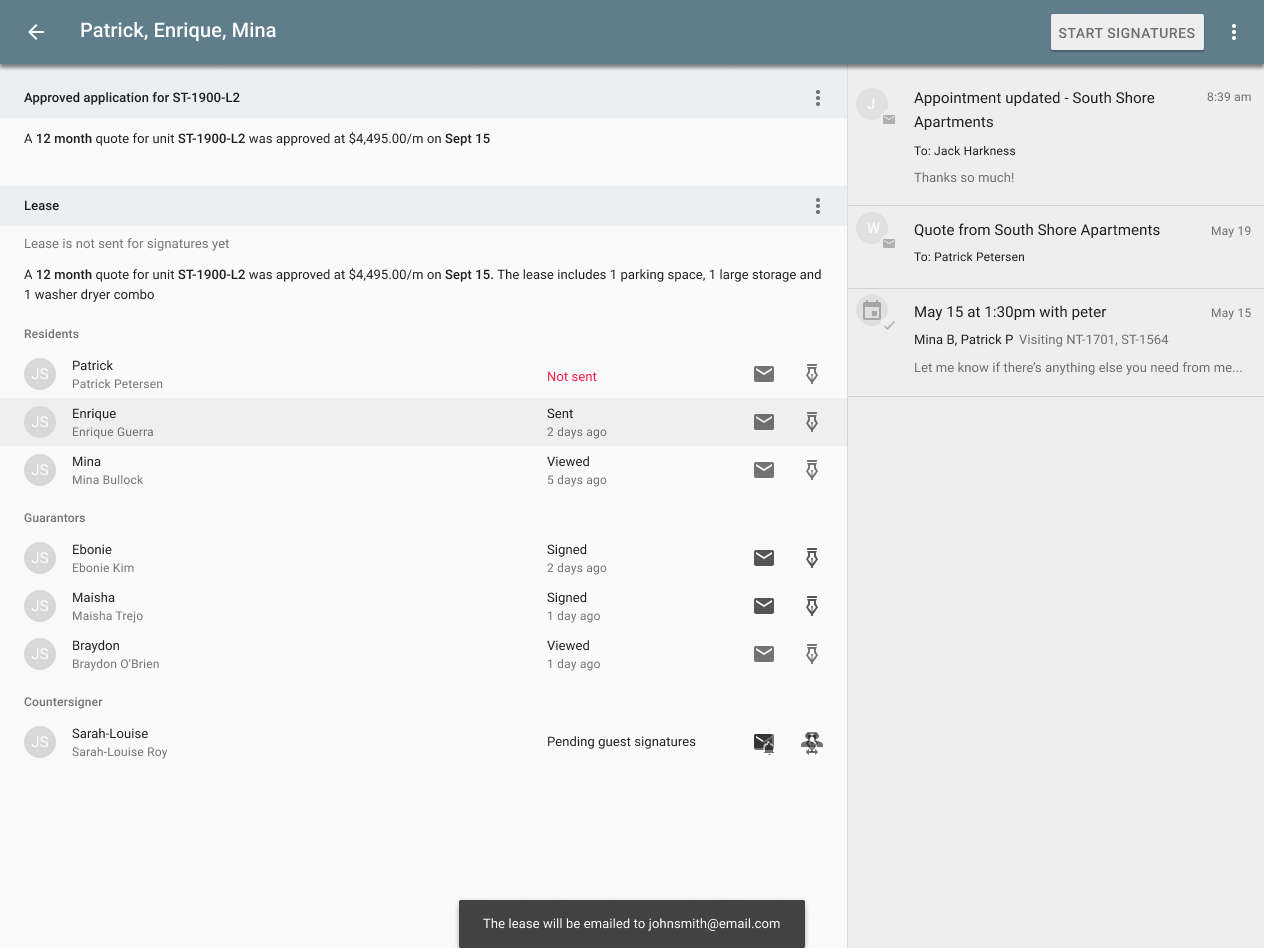 Patrick, Enrique, Mina
START SIGNATURES
Approved application for ST-1900-L2
A 12 month quote for unit ST-1900-L2 was approved at $4,495.00/m on Sept 15
Lease
Lease is not sent for signatures yet
A 12 month quote for unit ST-1900-L2 was approved at $4,495.00/m on Sept 15. The lease includes 1 parking space, 1 large storage and
1 washer dryer combo
Residents
JS
Patrick
Patrick Petersen
Not sent
JS
Enrique
Enrique Guerra
Sent
2 days ago
JS
Mina
Mina Bullock
Viewed
5 days ago
Guarantors
JS
Ebonie
Ebonie Kim
Signed
2 days ago
JS
Maisha
Maisha Trejo
Signed
1 day ago
JS
Braydon
Braydon O'Brien
Viewed
1 day ago
Countersigner
JS
Sarah-Louise
Sarah-Louise Roy
Pending guest signatures
J
Appointment updated - South Shore
Apartments
8:39 am
To: Jack Harkness
Thanks so much!
W
Quote from South Shore Apartments
May 19
To: Patrick Petersen
May 15 at 1:30pm with peter
May 15
Mina B, Patrick P Visiting NT-1701, ST-1564
Let me know if there’s anything else you need from me...
The lease will be emailed to johnsmith@email.com